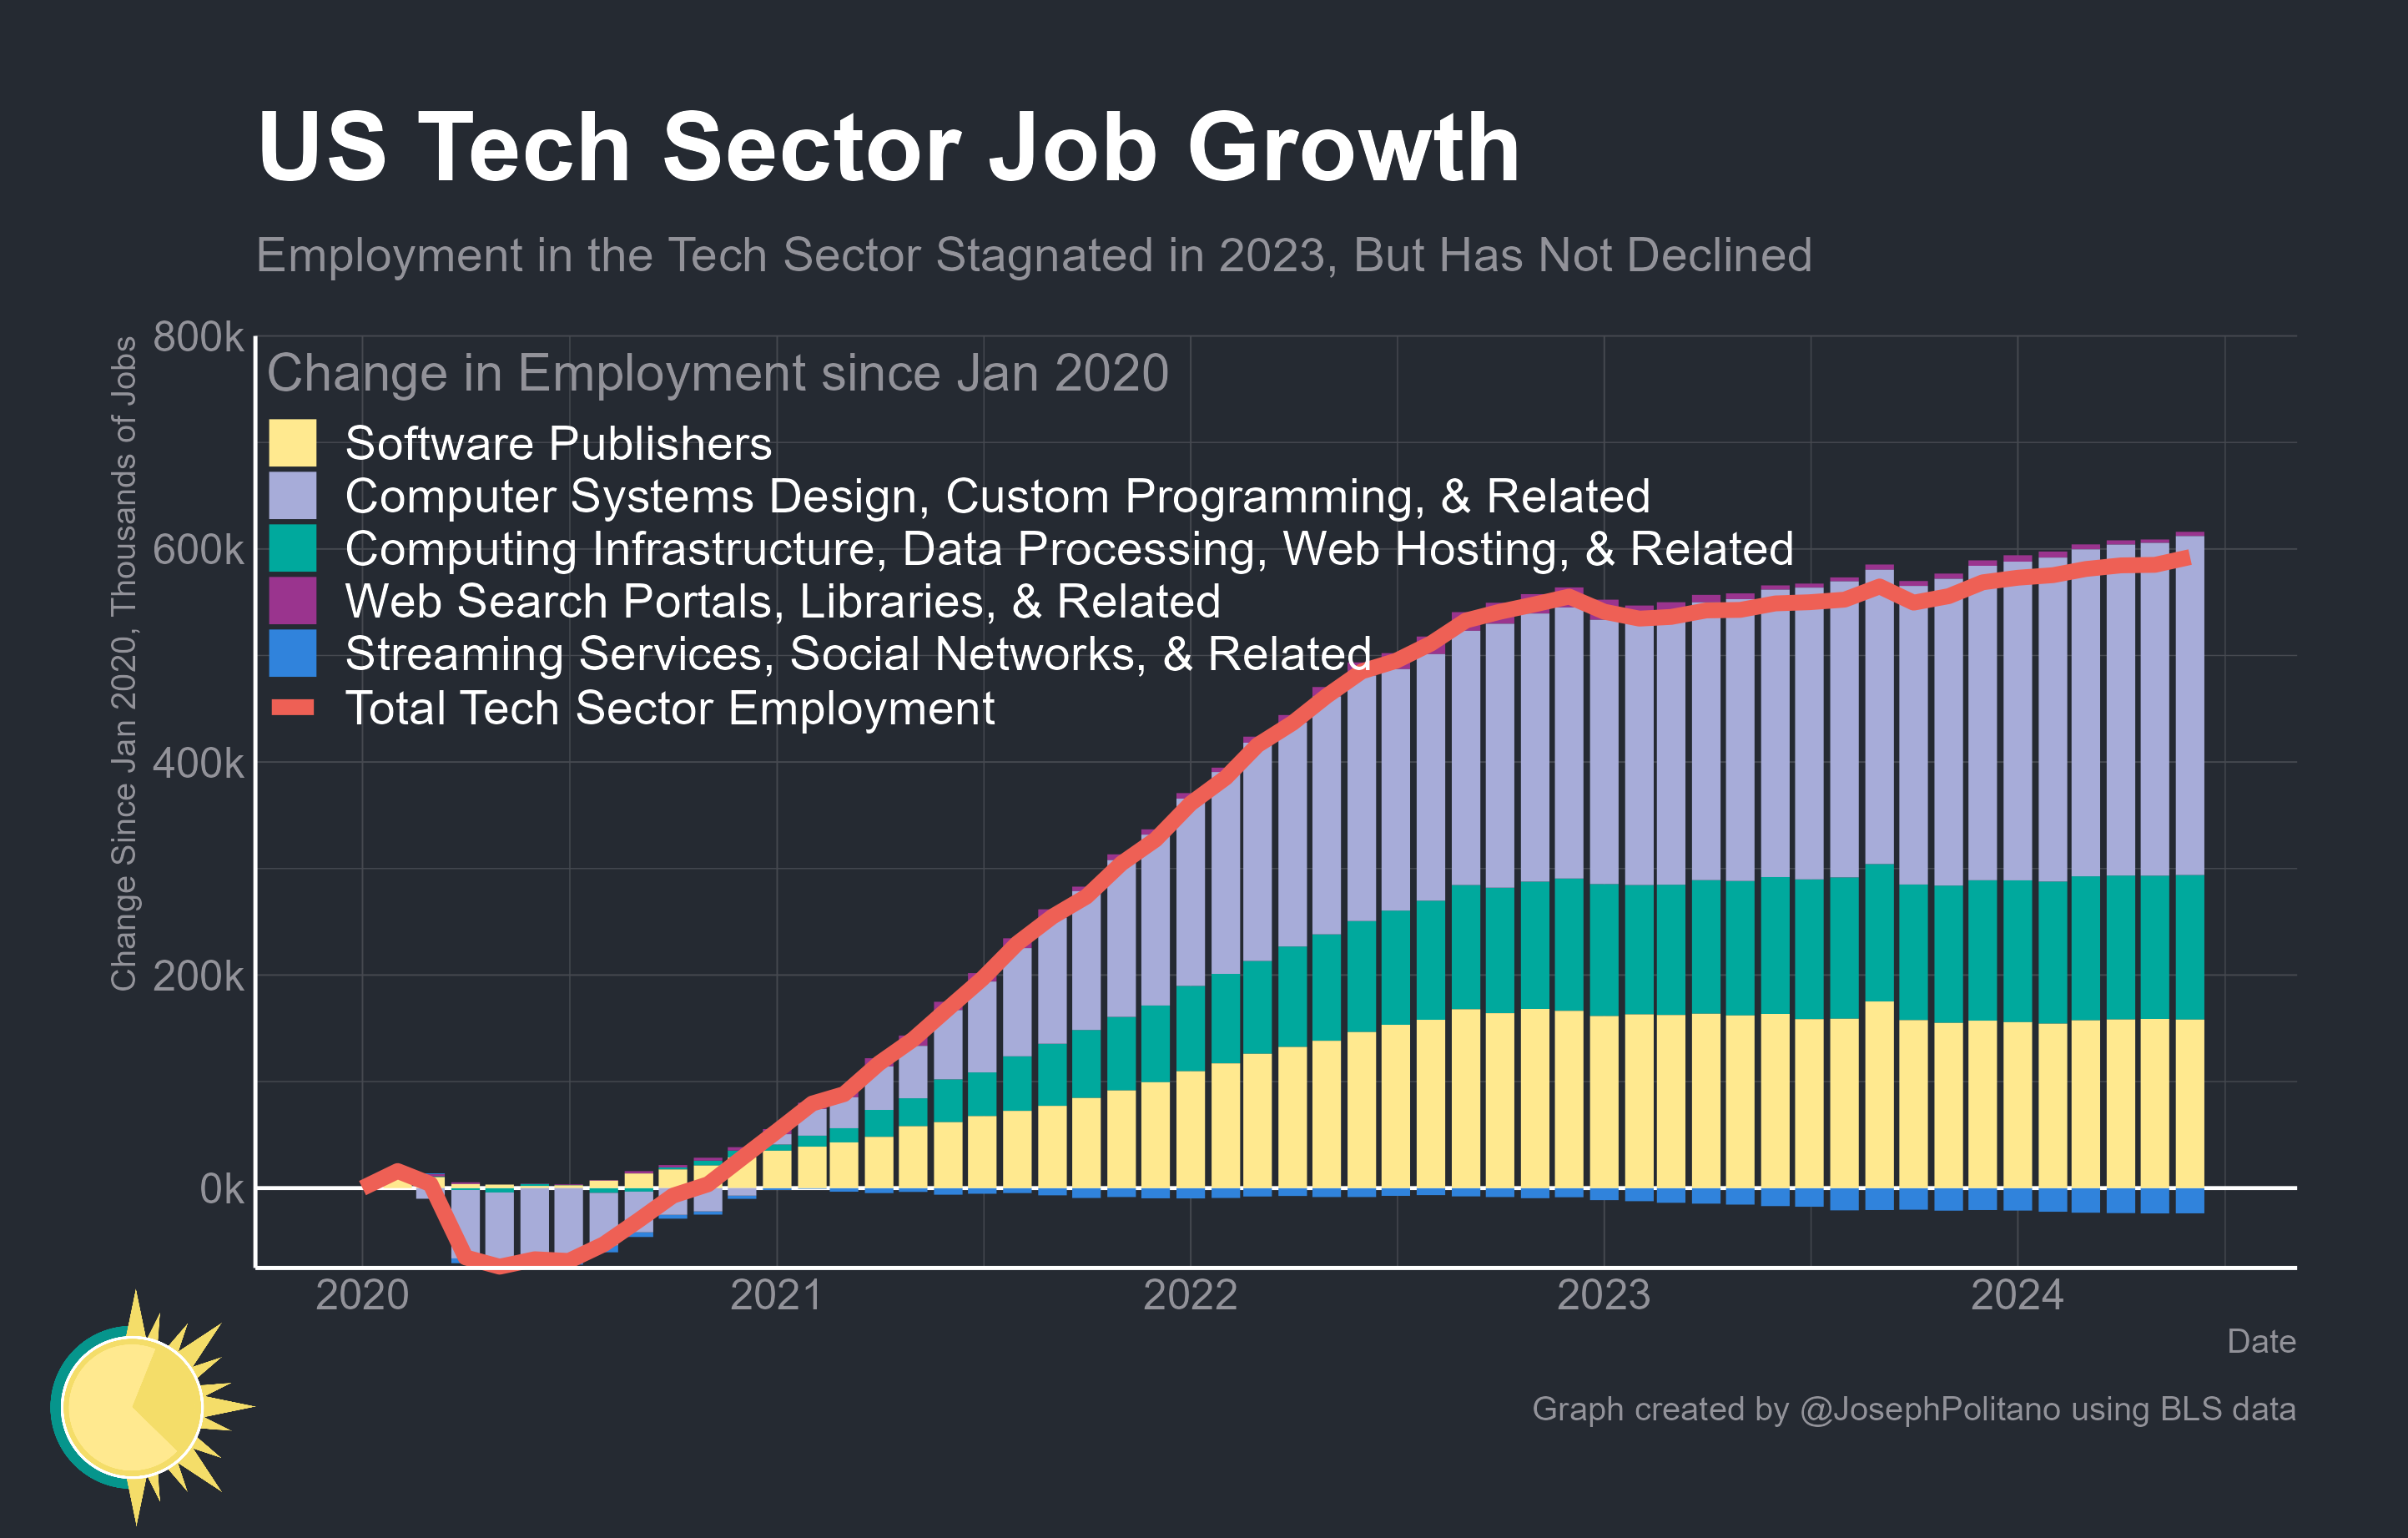 US Tech Sector Job Growth
Employment in the Tech Sector Stagnated in 2023, But Has Not Declined
Change Since Jan 2020, Thousands of Jobs
800k
600k
400k
200k
0k
Change in Employment since Jan 2020
Software Publishers
Computer Systems Design, Custom Programming, & Related
Computing Infrastructure, Data Processing, Web Hosting, & Related
Web Search Portals, Libraries, & Related
Streaming Services, Social Networks, & Related
Total Tech Sector Employment
2020 2021 2022 2023 2024
Date
Graph created by @JosephPolitano using BLS data